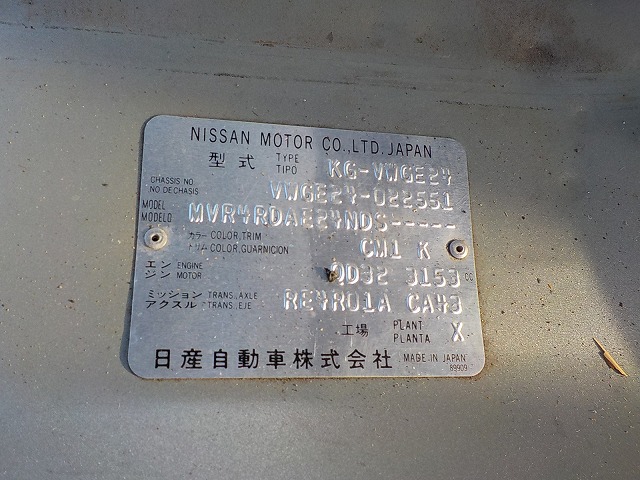 NISSAN MOTOR CO.,LTD. JAPAN
型式 TYPE TIPO KG-VWGE24
CHASSIS NO. NO DECHASIS VWGE24-022551
MODEL MODELO MVR4RDAE24NDS-----
カラー COLOR,TRIM
トリム COLOR,GUARNICION CM1 K
エンジン ENGINE MOTOR QD32 3153 CC
ミッション TRANS.,AXLE
アクスル TRANS.,EJE RE4R01A CA43
工場 PLANT PLANTA X
日産自動車株式会社 MADE IN JAPAN
89909